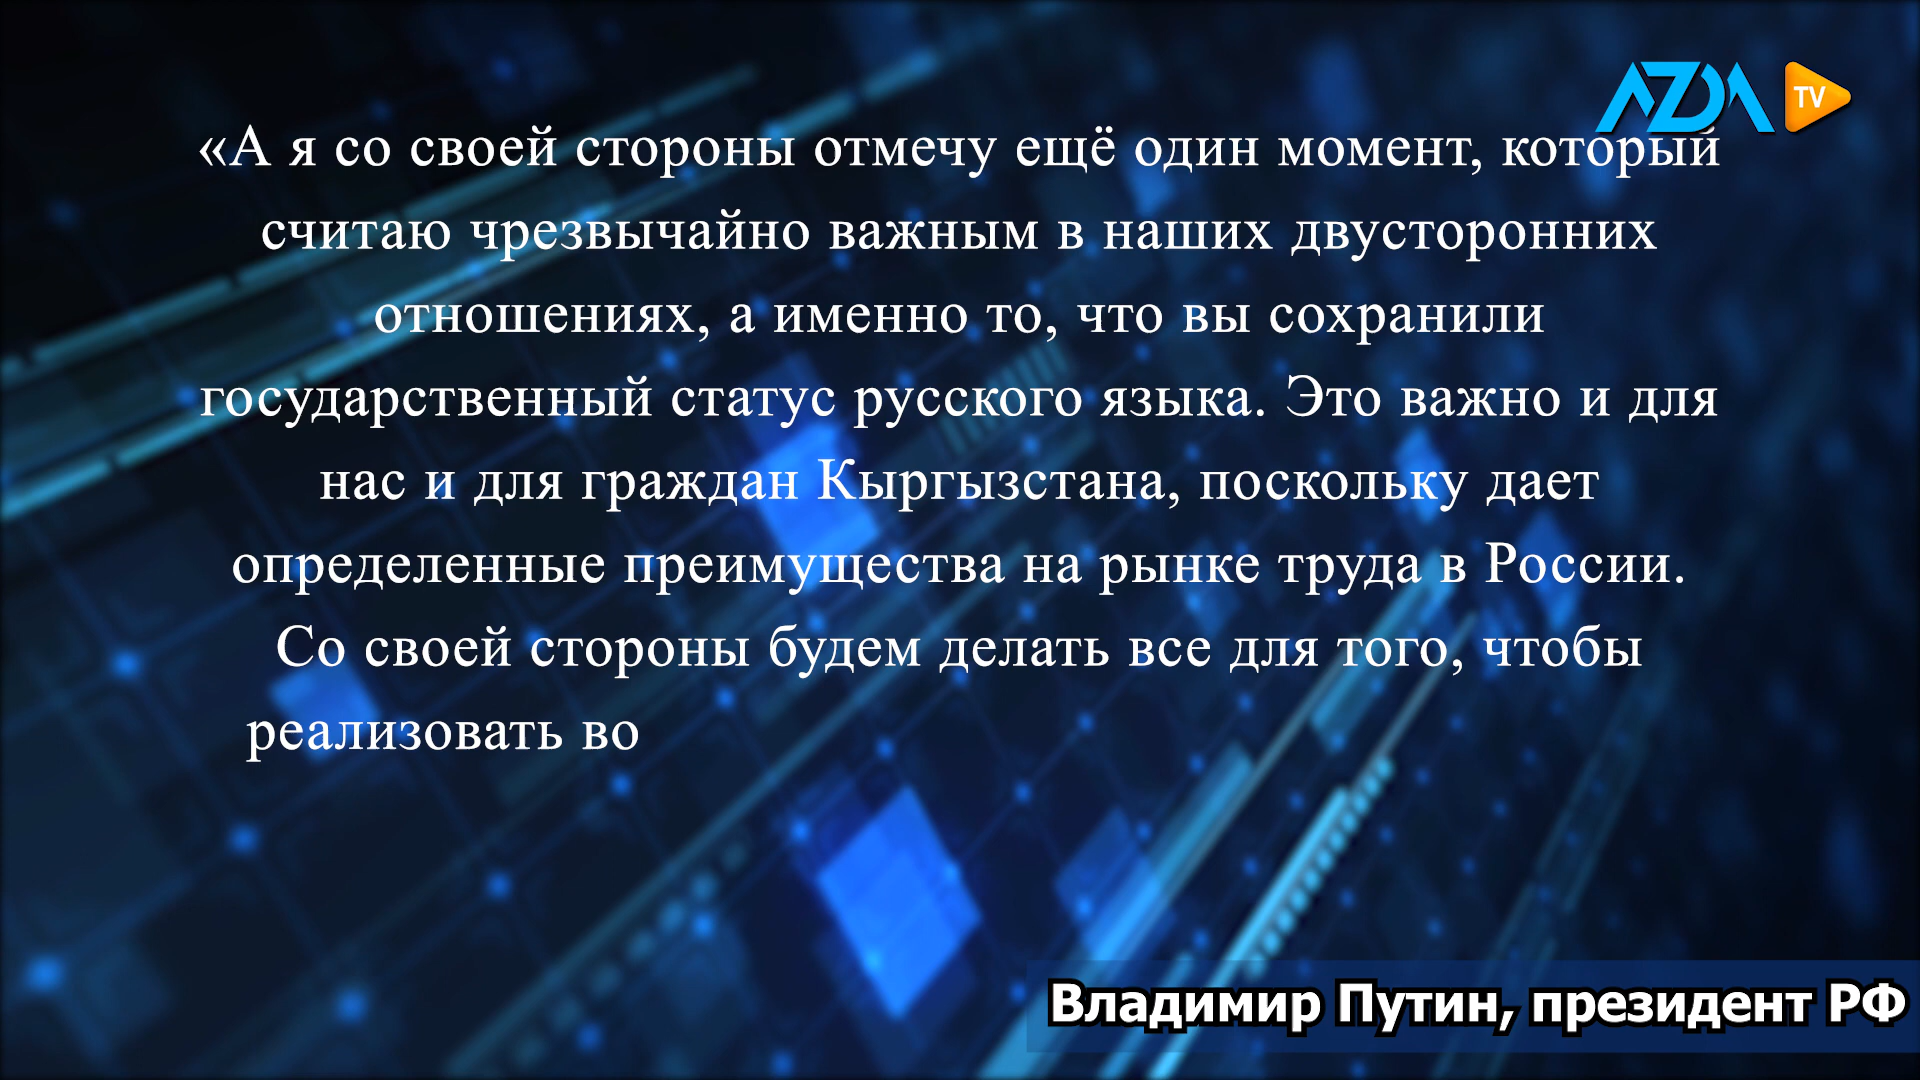 AZDA TV
«А я со своей стороны отмечу ещё один момент, который
считаю чрезвычайно важным в наших двусторонних
отношениях, а именно то, что вы сохранили
государственный статус русского языка. Это важно и для
нас и для граждан Кыргызстана, поскольку дает
определенные преимущества на рынке труда в России.
Со своей стороны будем делать все для того, чтобы
реализовать во
Владимир Путин, президент РФ